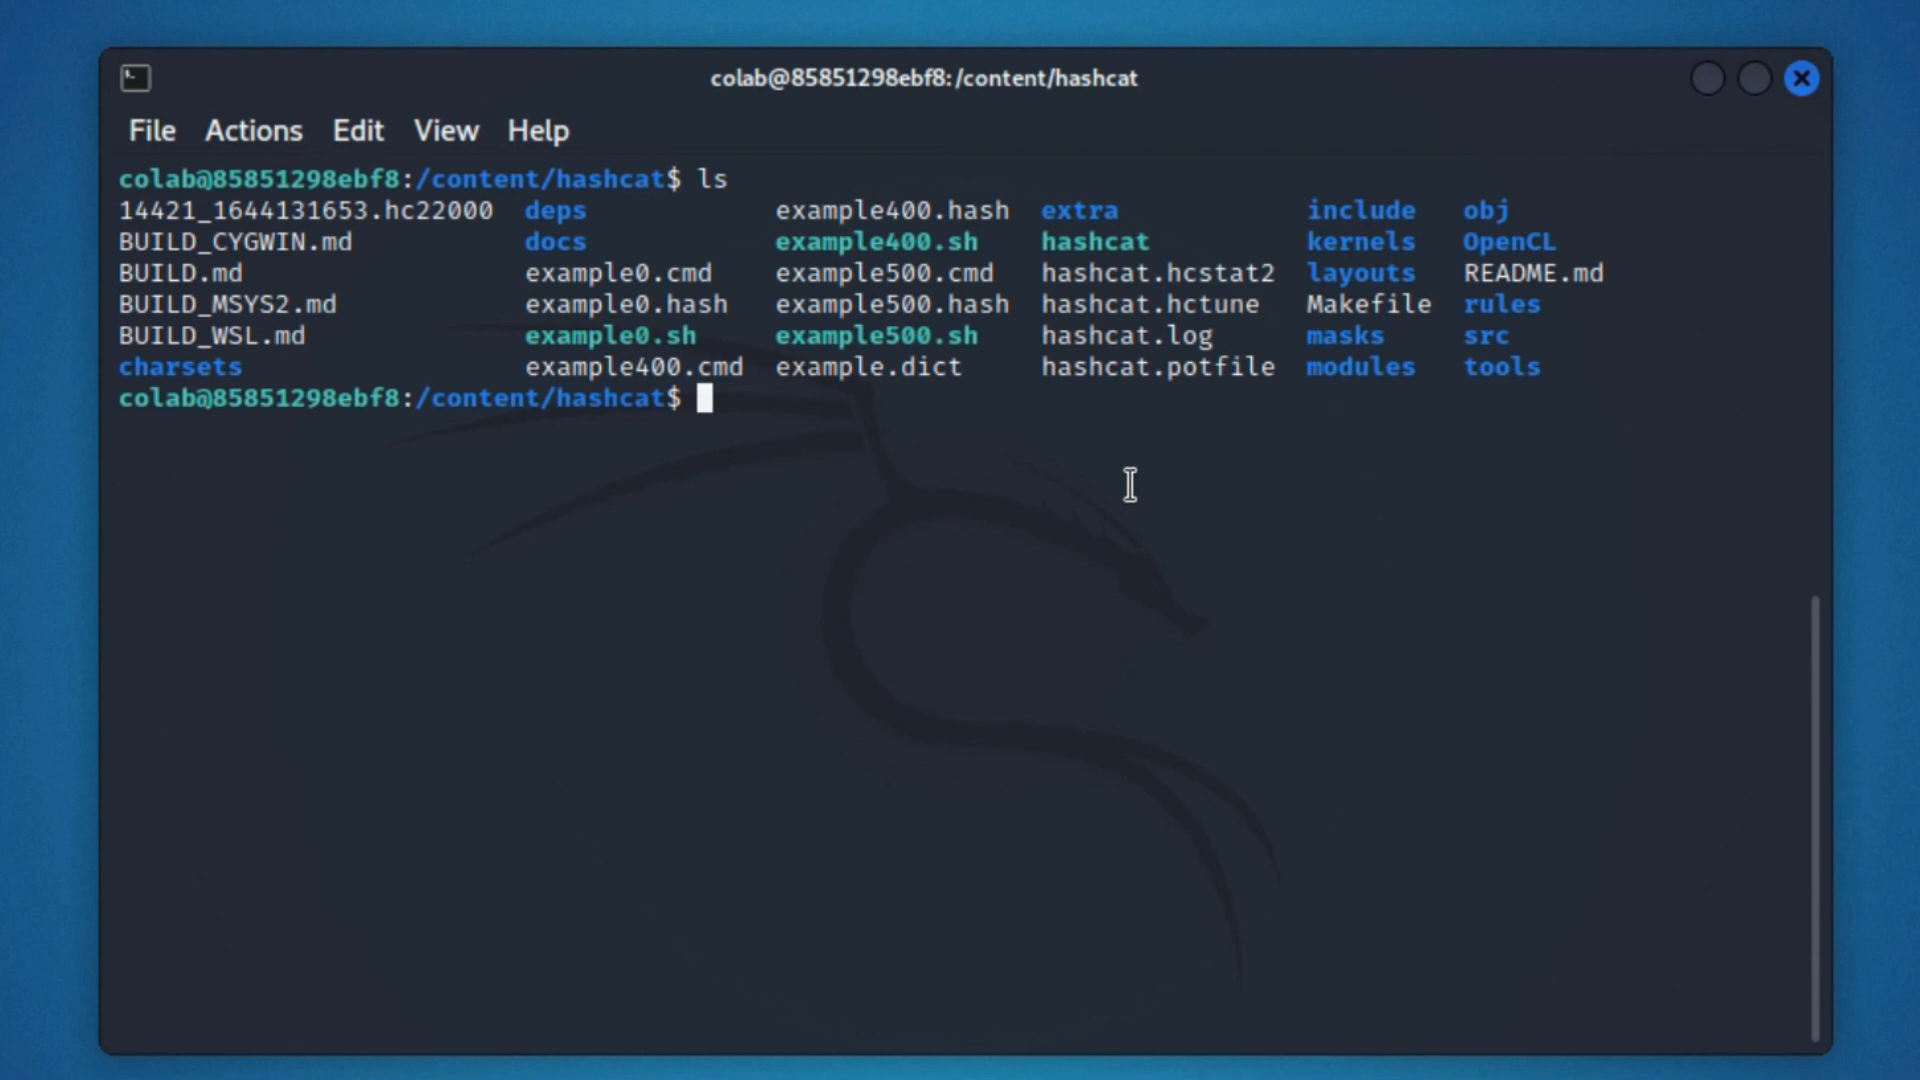 colab@85851298ebf8:/content/hashcat
File Actions Edit View Help
colab@85851298ebf8:/content/hashcat$ ls
14421_1644131653.hc22000 deps example400.hash extra include obj
BUILD_CYGWIN.md docs example400.sh hashcat kernels OpenCL
BUILD.md example0.cmd example500.cmd hashcat.hcstat2 layouts README.md
BUILD_MSYS2.md example0.hash example500.hash hashcat.hctune Makefile rules
BUILD_WSL.md example0.sh example500.sh hashcat.log masks src
charsets example400.cmd example.dict hashcat.potfile modules tools
colab@85851298ebf8:/content/hashcat$